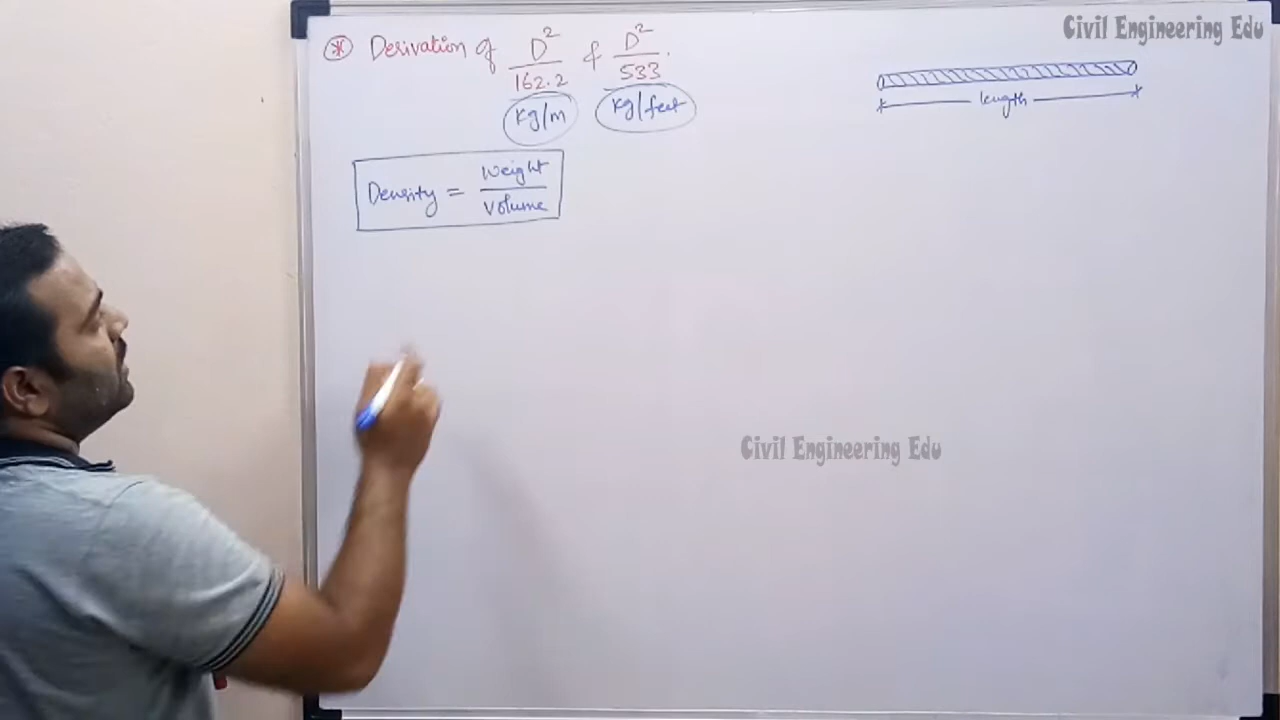 Civil Engineering Edu
* Derivation of D²/162.2 & D²/533.
kg/m kg/feet
length
Density = Weight/Volume
Civil Engineering Edu